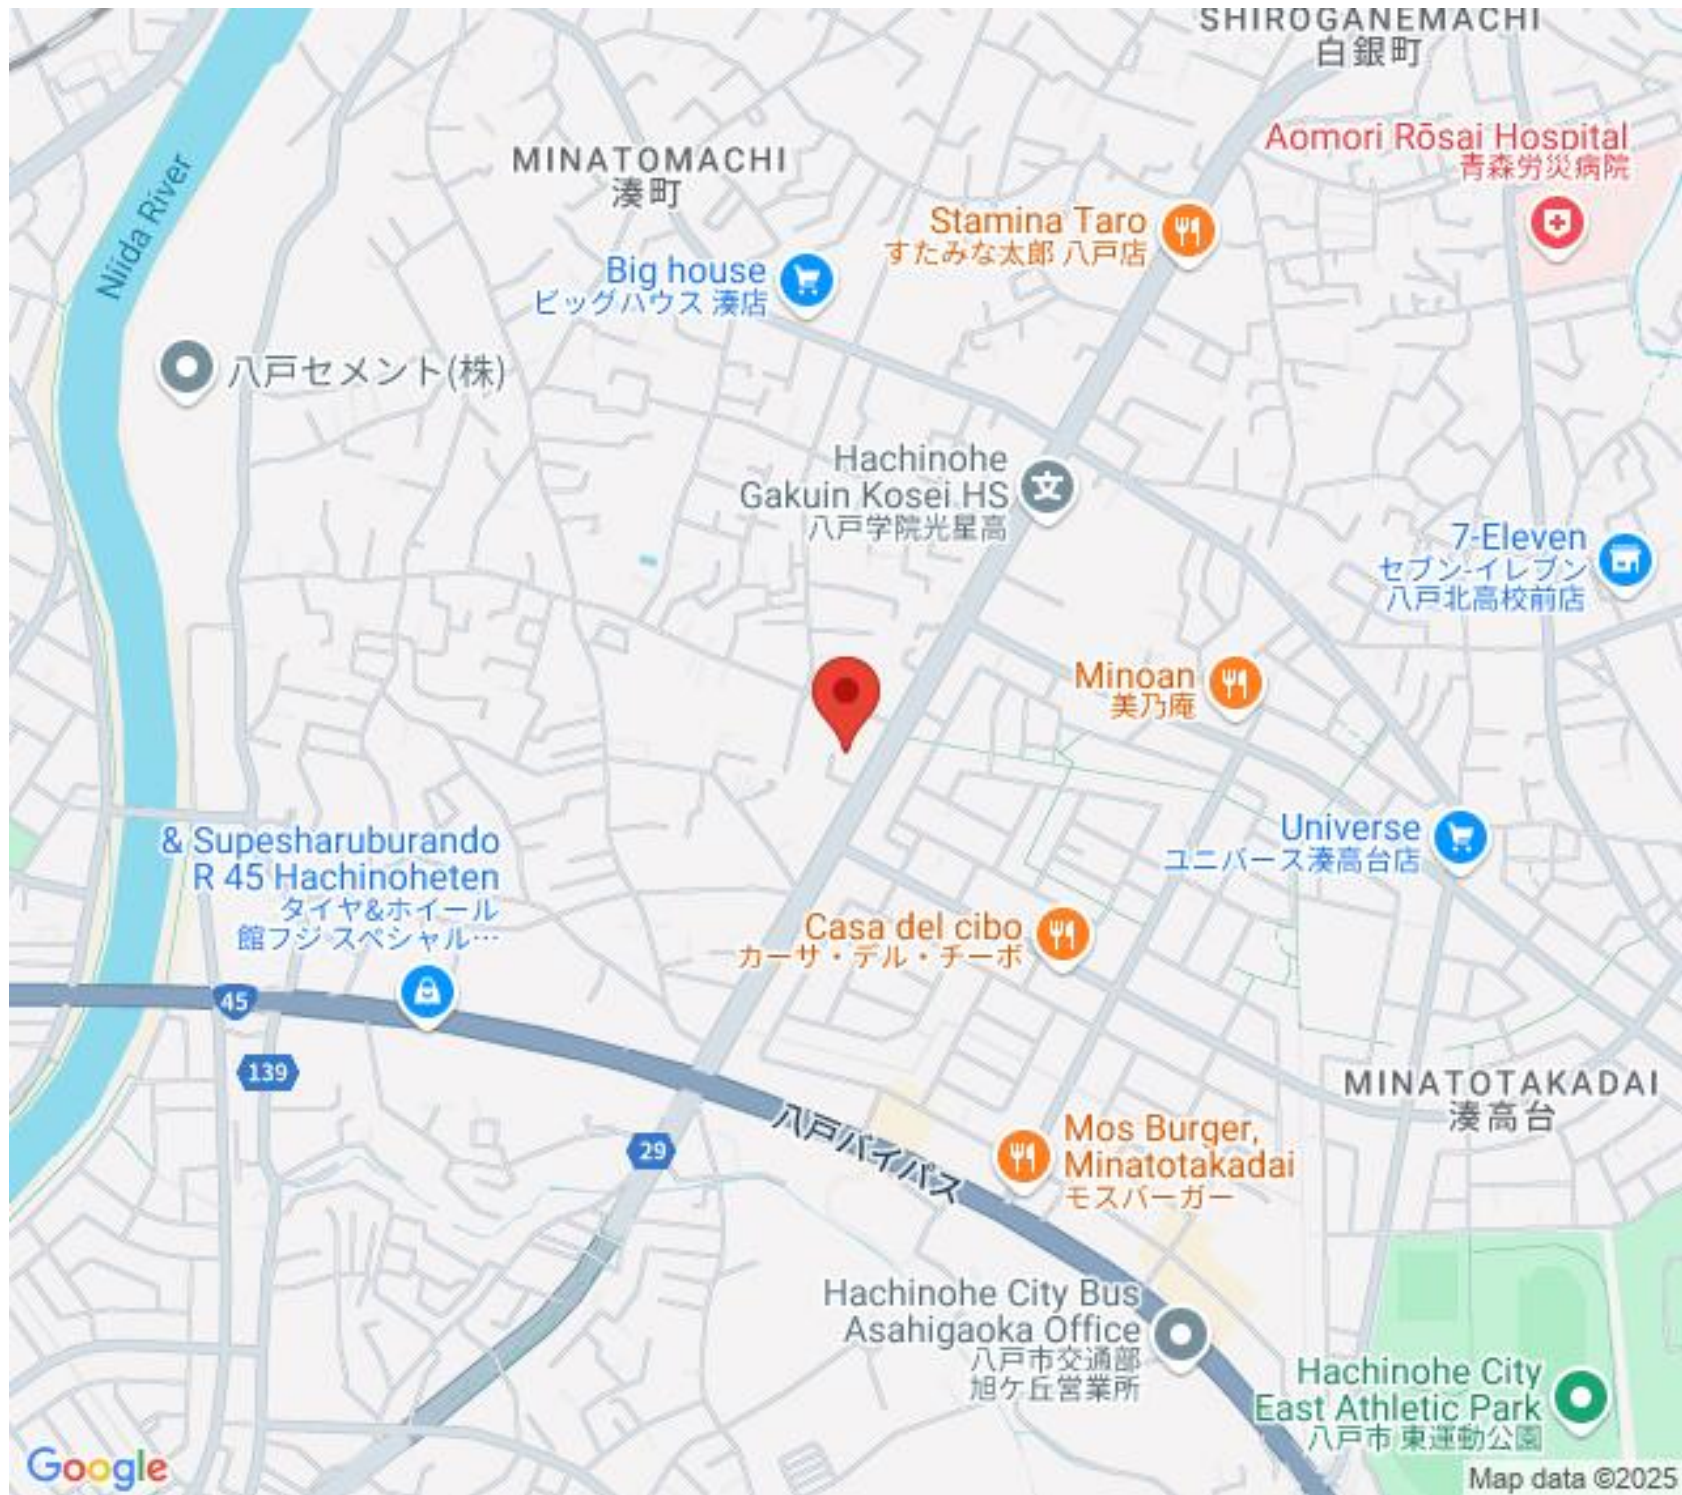 SHIROGANEMACHI
白銀町
Aomori Rōsai Hospital
青森労災病院
MINATOMACHI
湊町
Niida River
Stamina Taro
すたみな太郎 八戸店
Big house
ビッグハウス 湊店
八戸セメント(株)
Hachinohe
Gakuin Kosei HS
八戸学院光星高
7-Eleven
セブン-イレブン
八戸北高校前店
Minoan
美乃庵
Universe
ユニバース湊高台店
& Supesharuburando
R 45 Hachinoheten
タイヤ&ホイール
館フジ スペシャル…
Casa del cibo
カーサ・デル・チーボ
45
139
29
八戸バイパス
MINATOTAKADAI
湊高台
Mos Burger,
Minatotakadai
モスバーガー
Hachinohe City Bus
Asahigaoka Office
八戸市交通部
旭ケ丘営業所
Hachinohe City
East Athletic Park
八戸市 東運動公園
Google
Map data ©2025